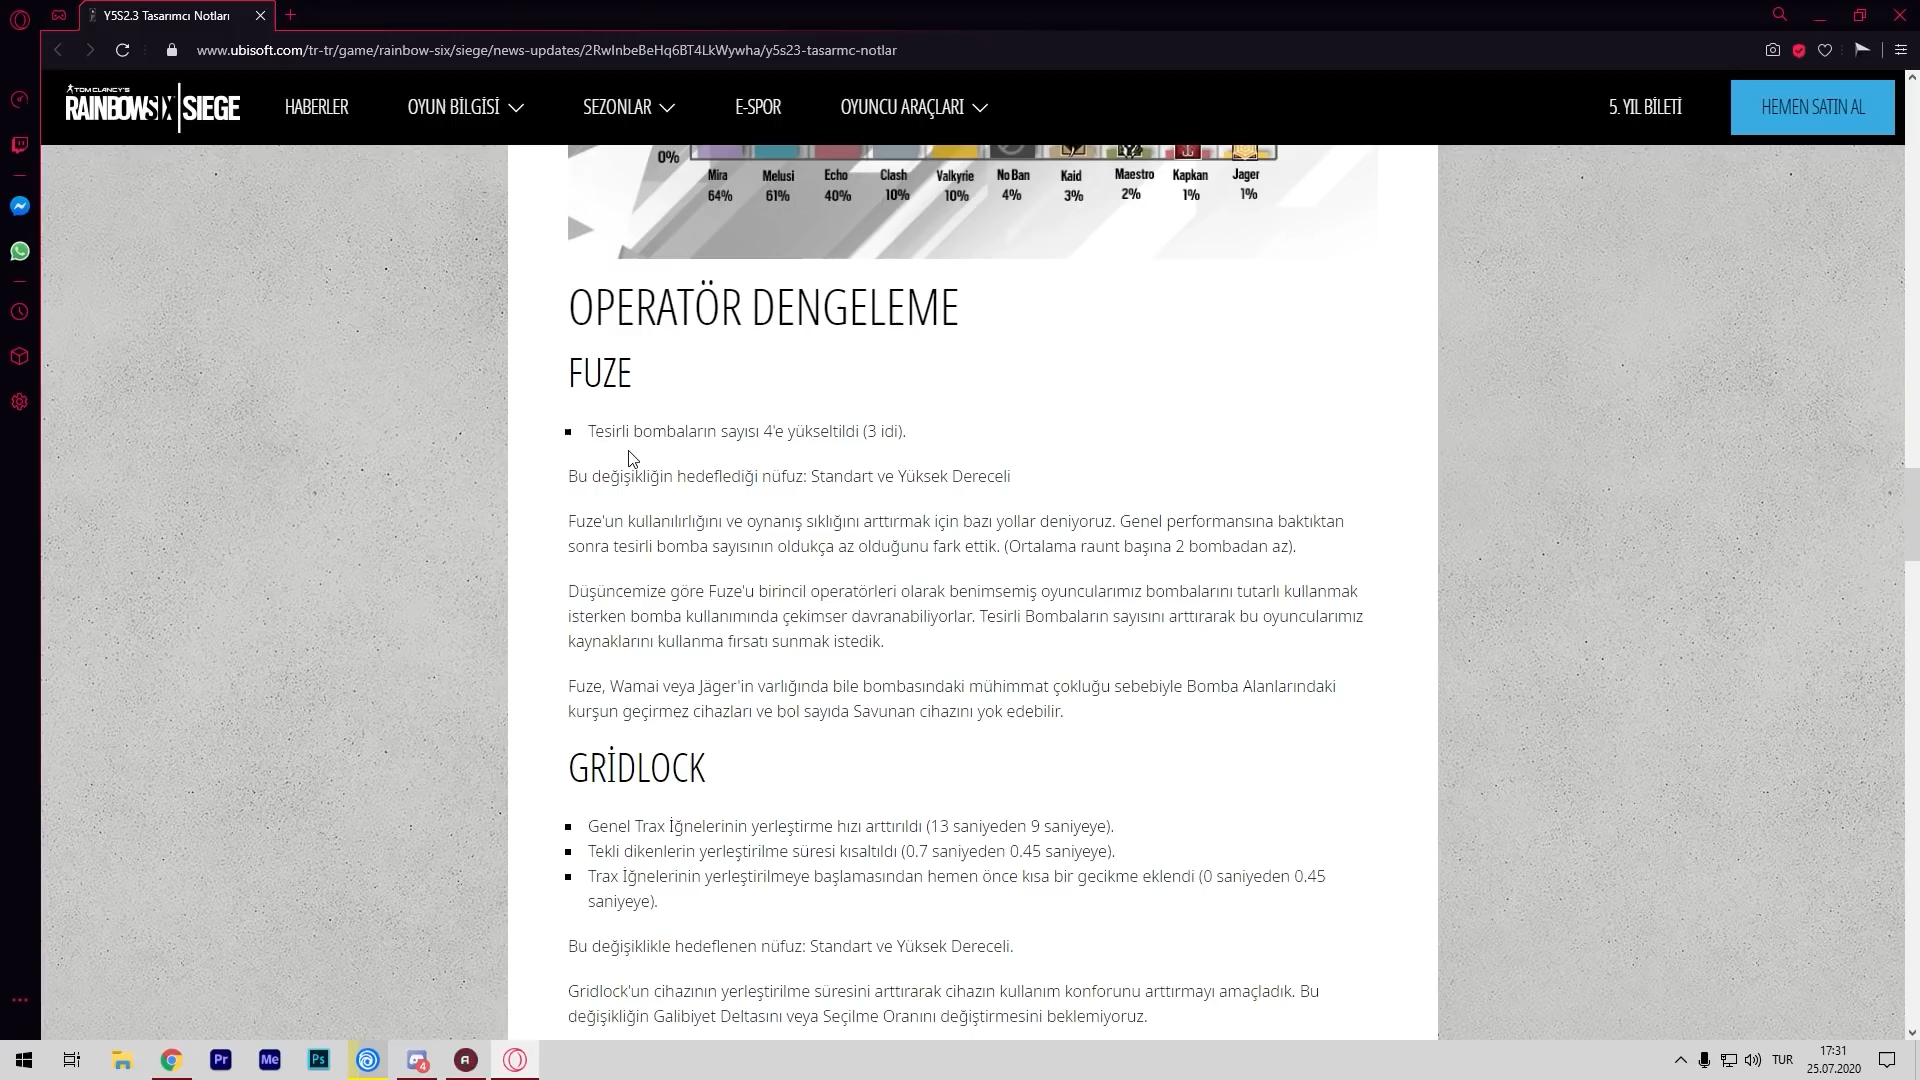 Y5S2.3 Tasarımcı Notları
www.ubisoft.com/tr-tr/game/rainbow-six/siege/news-updates/2RwInbeBeHq6BT4LkWywha/y5s23-tasarmc-notlar
TOM CLANCY'S
RAINBOWSIX SIEGE
HABERLER
OYUN BİLGİSİ
SEZONLAR
E-SPOR
OYUNCU ARAÇLARI
5. YIL BİLETİ
HEMEN SATIN AL
0%
Mira Melusi Echo Clash Valkyrie No Ban Kaid Maestro Kapkan Jager
64% 61% 40% 10% 10% 4% 3% 2% 1% 1%
OPERATÖR DENGELEME
FUZE
Tesirli bombaların sayısı 4'e yükseltildi (3 idi).
Bu değişikliğin hedeflediği nüfuz: Standart ve Yüksek Dereceli
Fuze'un kullanılırlığını ve oynanış sıklığını arttırmak için bazı yollar deniyoruz. Genel performansına baktıktan
sonra tesirli bomba sayısının oldukça az olduğunu fark ettik. (Ortalama raunt başına 2 bombadan az).
Düşüncemize göre Fuze'u birincil operatörleri olarak benimsemiş oyuncularımız bombalarını tutarlı kullanmak
isterken bomba kullanımında çekimser davranabiliyorlar. Tesirli Bombaların sayısını arttırarak bu oyuncularımız
kaynaklarını kullanma fırsatı sunmak istedik.
Fuze, Wamai veya Jäger'in varlığında bile bombasındaki mühimmat çokluğu sebebiyle Bomba Alanlarındaki
kurşun geçirmez cihazları ve bol sayıda Savunan cihazını yok edebilir.
GRİDLOCK
Genel Trax İğnelerinin yerleştirme hızı arttırıldı (13 saniyeden 9 saniyeye).
Tekli dikenlerin yerleştirilme süresi kısaltıldı (0.7 saniyeden 0.45 saniyeye).
Trax İğnelerinin yerleştirilmeye başlamasından hemen önce kısa bir gecikme eklendi (0 saniyeden 0.45
saniyeye).
Bu değişiklikle hedeflenen nüfuz: Standart ve Yüksek Dereceli.
Gridlock'un cihazının yerleştirilme süresini arttırarak cihazın kullanım konforunu arttırmayı amaçladık. Bu
değişikliğin Galibiyet Deltasını veya Seçilme Oranını değiştirmesini beklemiyoruz.
Pr
Me
Ps
4
TUR
17:31
25.07.2020